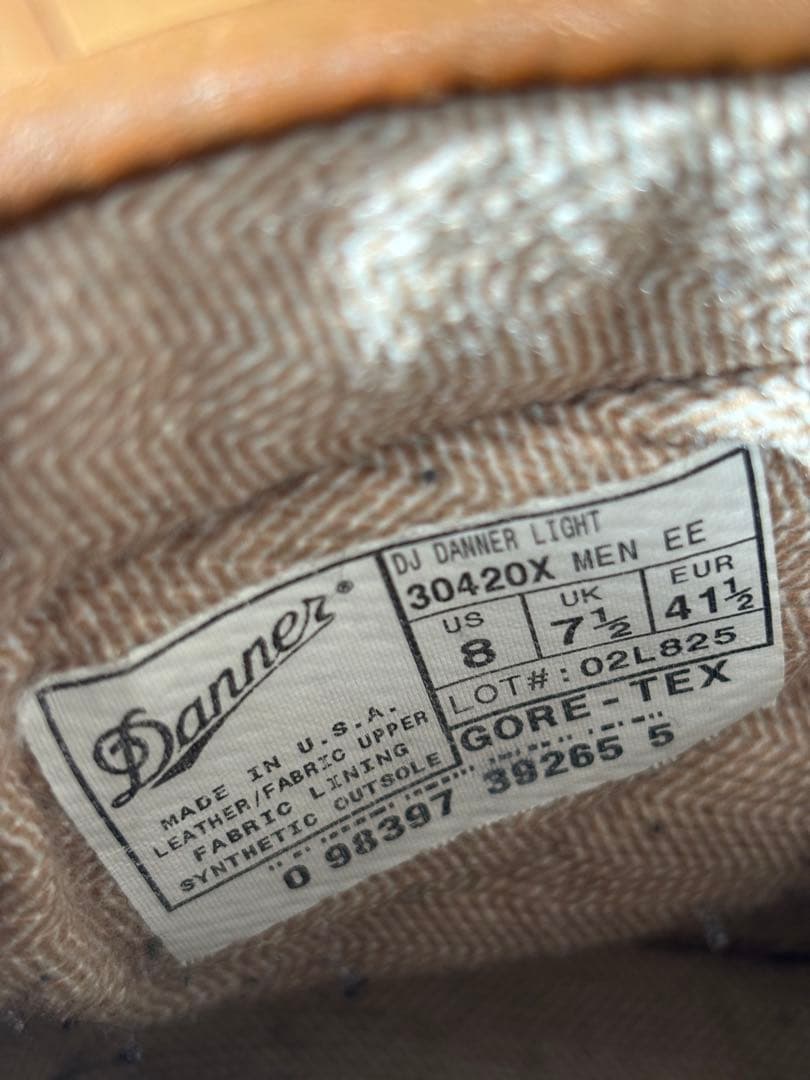 Danner®
MADE IN U.S.A.
LEATHER/FABRIC UPPER
FABRIC LINING
SYNTHETIC OUTSOLE
DJ DANNER LIGHT
30420X MEN EE
US UK EUR
8 7½ 41½
LOT#: 02L825
GORE-TEX
0 98397 39265 5